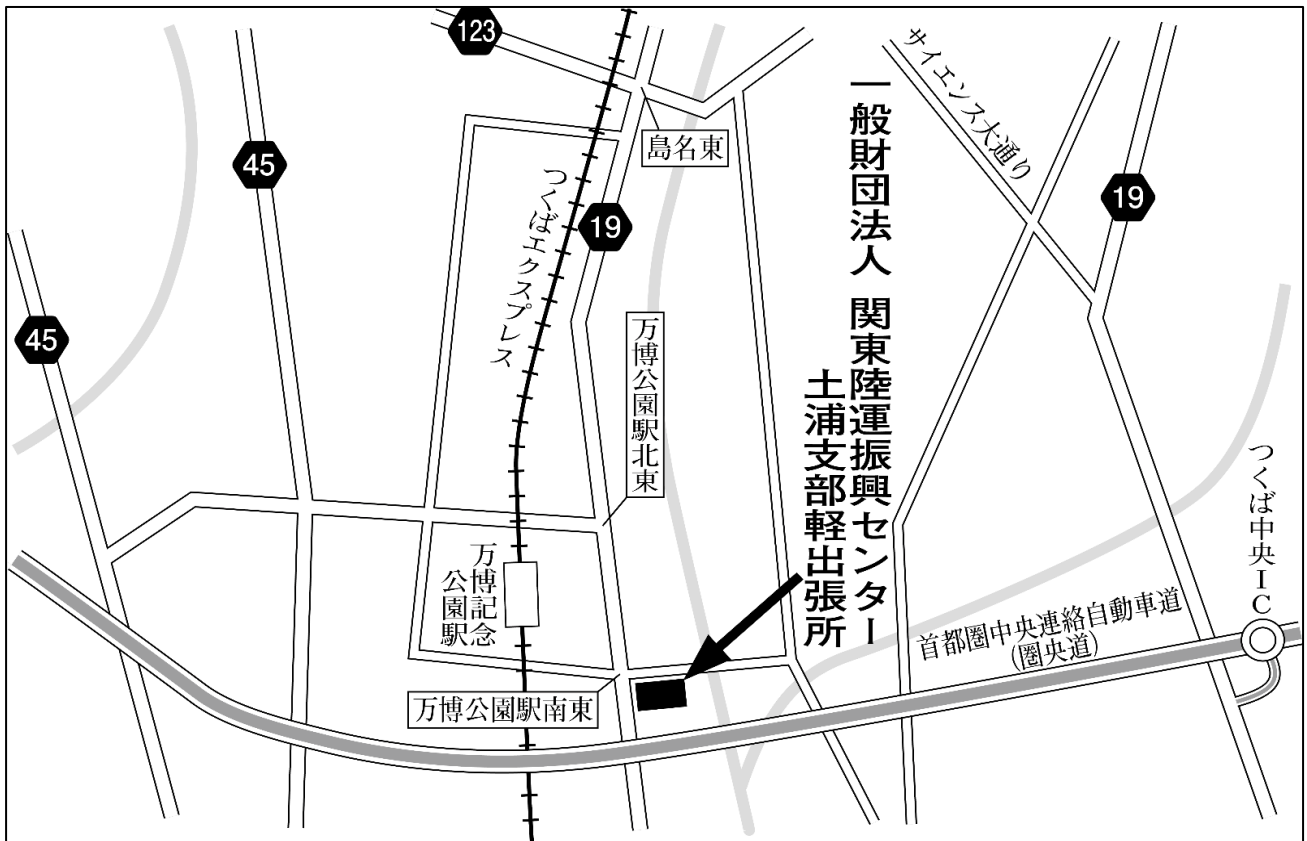 123
45
45
19
19
島名東
つくばエクスプレス
サイエンス大通り
一般財団法人 関東陸運振興センター
土浦支部軽出張所
万博公園駅北東
万博記念
公園駅
万博公園駅南東
首都圏中央連絡自動車道
(圏央道)
つくば中央IC